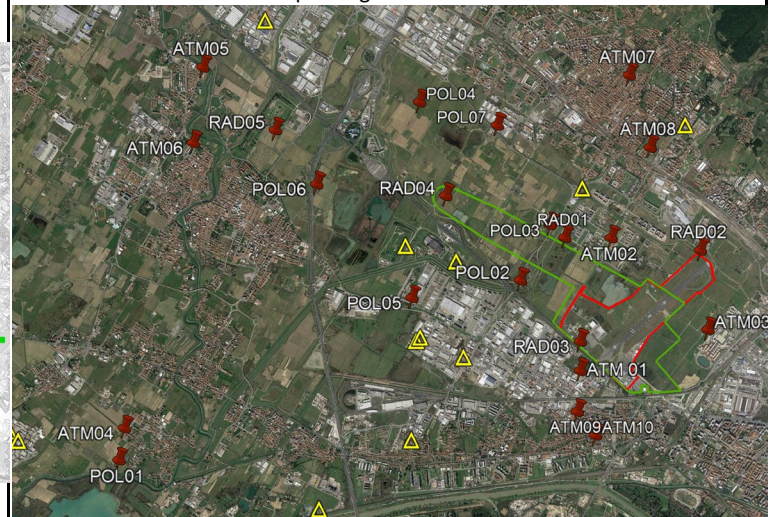 ATM05
ATM07
POL04
POL07
RAD05
ATM08
ATM06
POL06
RAD04
RAD01
POL03
RAD02
ATM02
POL02
POL05
ATM03
RAD03
ATM 01
ATM09
ATM10
ATM04
POL01